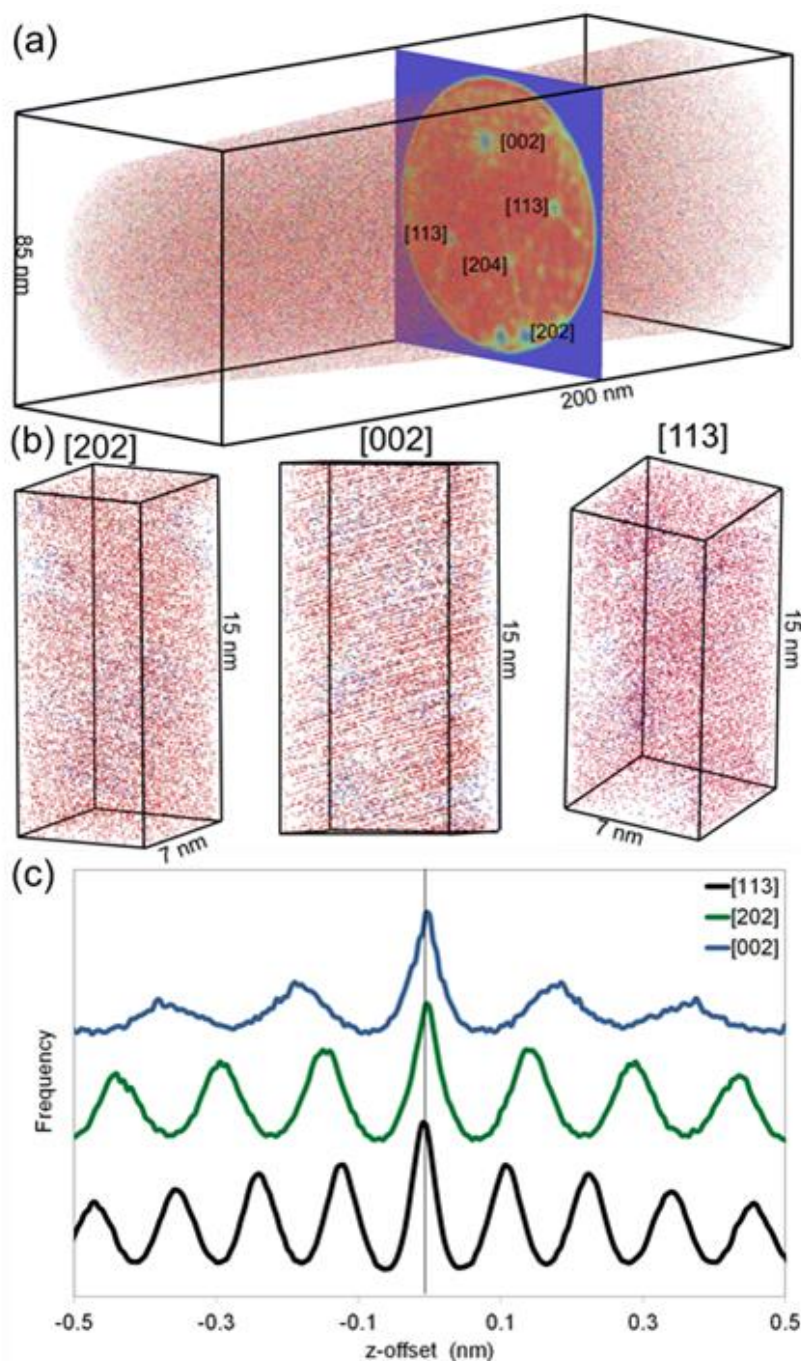 (a)
[002]
[113]
[113]
[204]
[202]
85 nm
200 nm
(b)
[202]
[002]
[113]
15 nm
15 nm
15 nm
7 nm
7 nm
(c)
[113]
[202]
[002]
Frequency
-0.5 -0.3 -0.1 0.1 0.3 0.5
z-offset (nm)